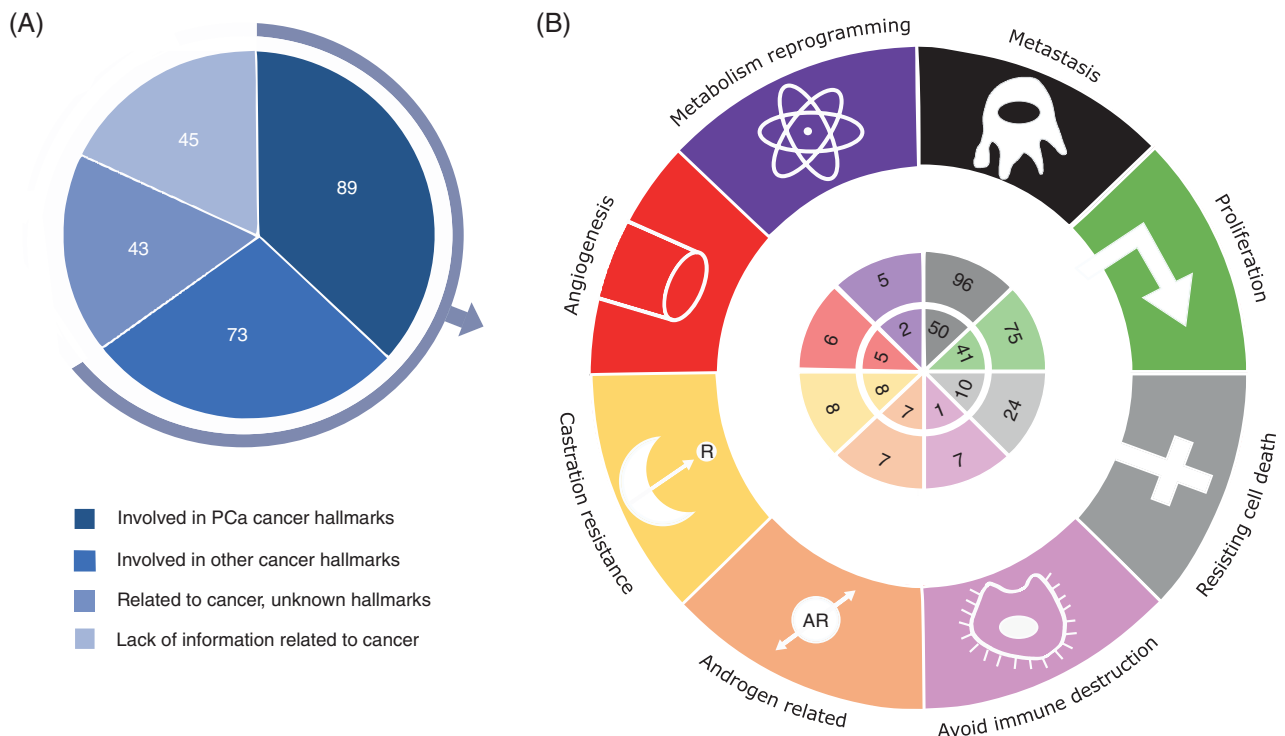 (A)
45
89
43
73
Involved in PCa cancer hallmarks
Involved in other cancer hallmarks
Related to cancer, unknown hallmarks
Lack of information related to cancer
(B)
Metabolism reprogramming
Metastasis
Proliferation
Resisting cell death
Avoid immune destruction
Androgen related
Castration resistance
Angiogenesis
R
AR
5
96
75
24
7
7
8
6
2
50
41
10
1
7
8
5